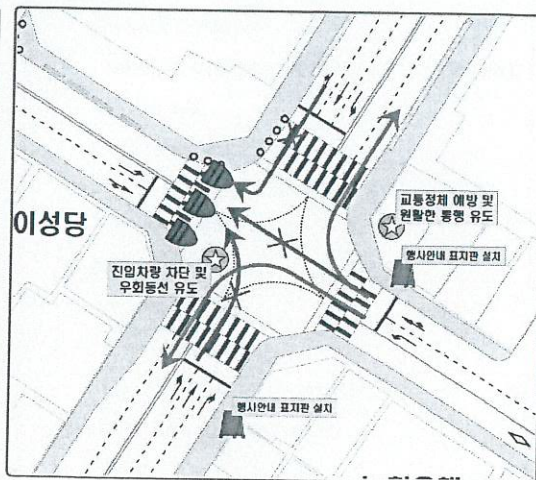 이성당
교통정체 예방 및
원활한 통행 유도
행사안내 표지판 설치
진입차량 차단 및
우회동선 유도
행사안내 표지판 설치